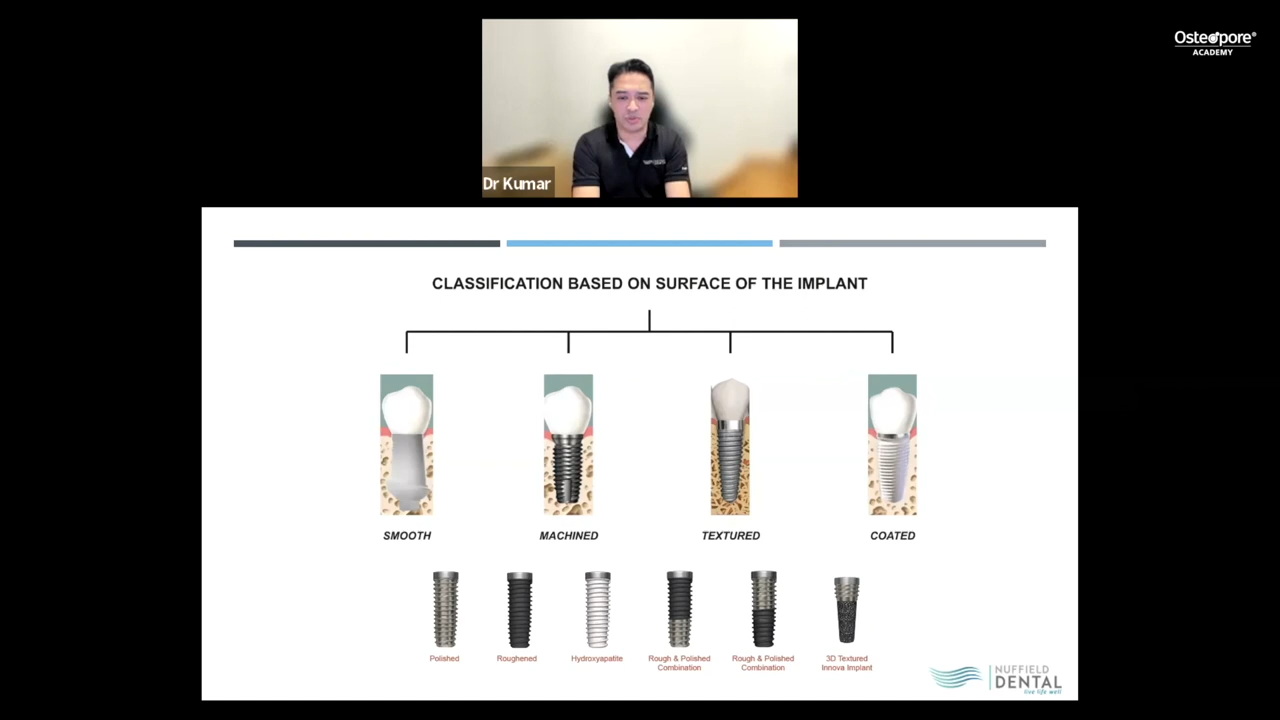 Osteopore®
ACADEMY
Dr Kumar
CLASSIFICATION BASED ON SURFACE OF THE IMPLANT
SMOOTH
MACHINED
TEXTURED
COATED
Polished
Roughened
Hydroxyapatite
Rough & Polished
Combination
Rough & Polished
Combination
3D Textured
Innova Implant
NUFFIELD
DENTAL
live life well